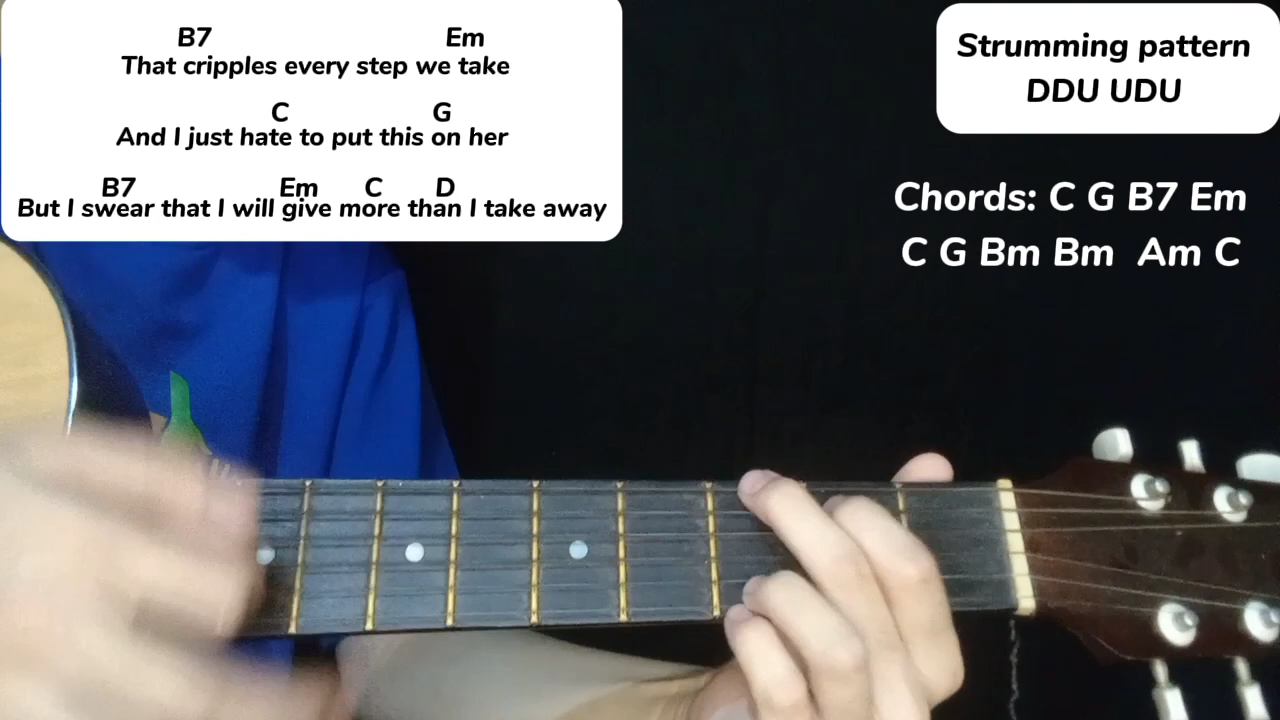 B7 Em
That cripples every step we take
C G
And I just hate to put this on her
B7 Em C D
But I swear that I will give more than I take away
Strumming pattern
DDU UDU
Chords: C G B7 Em
C G Bm Bm Am C